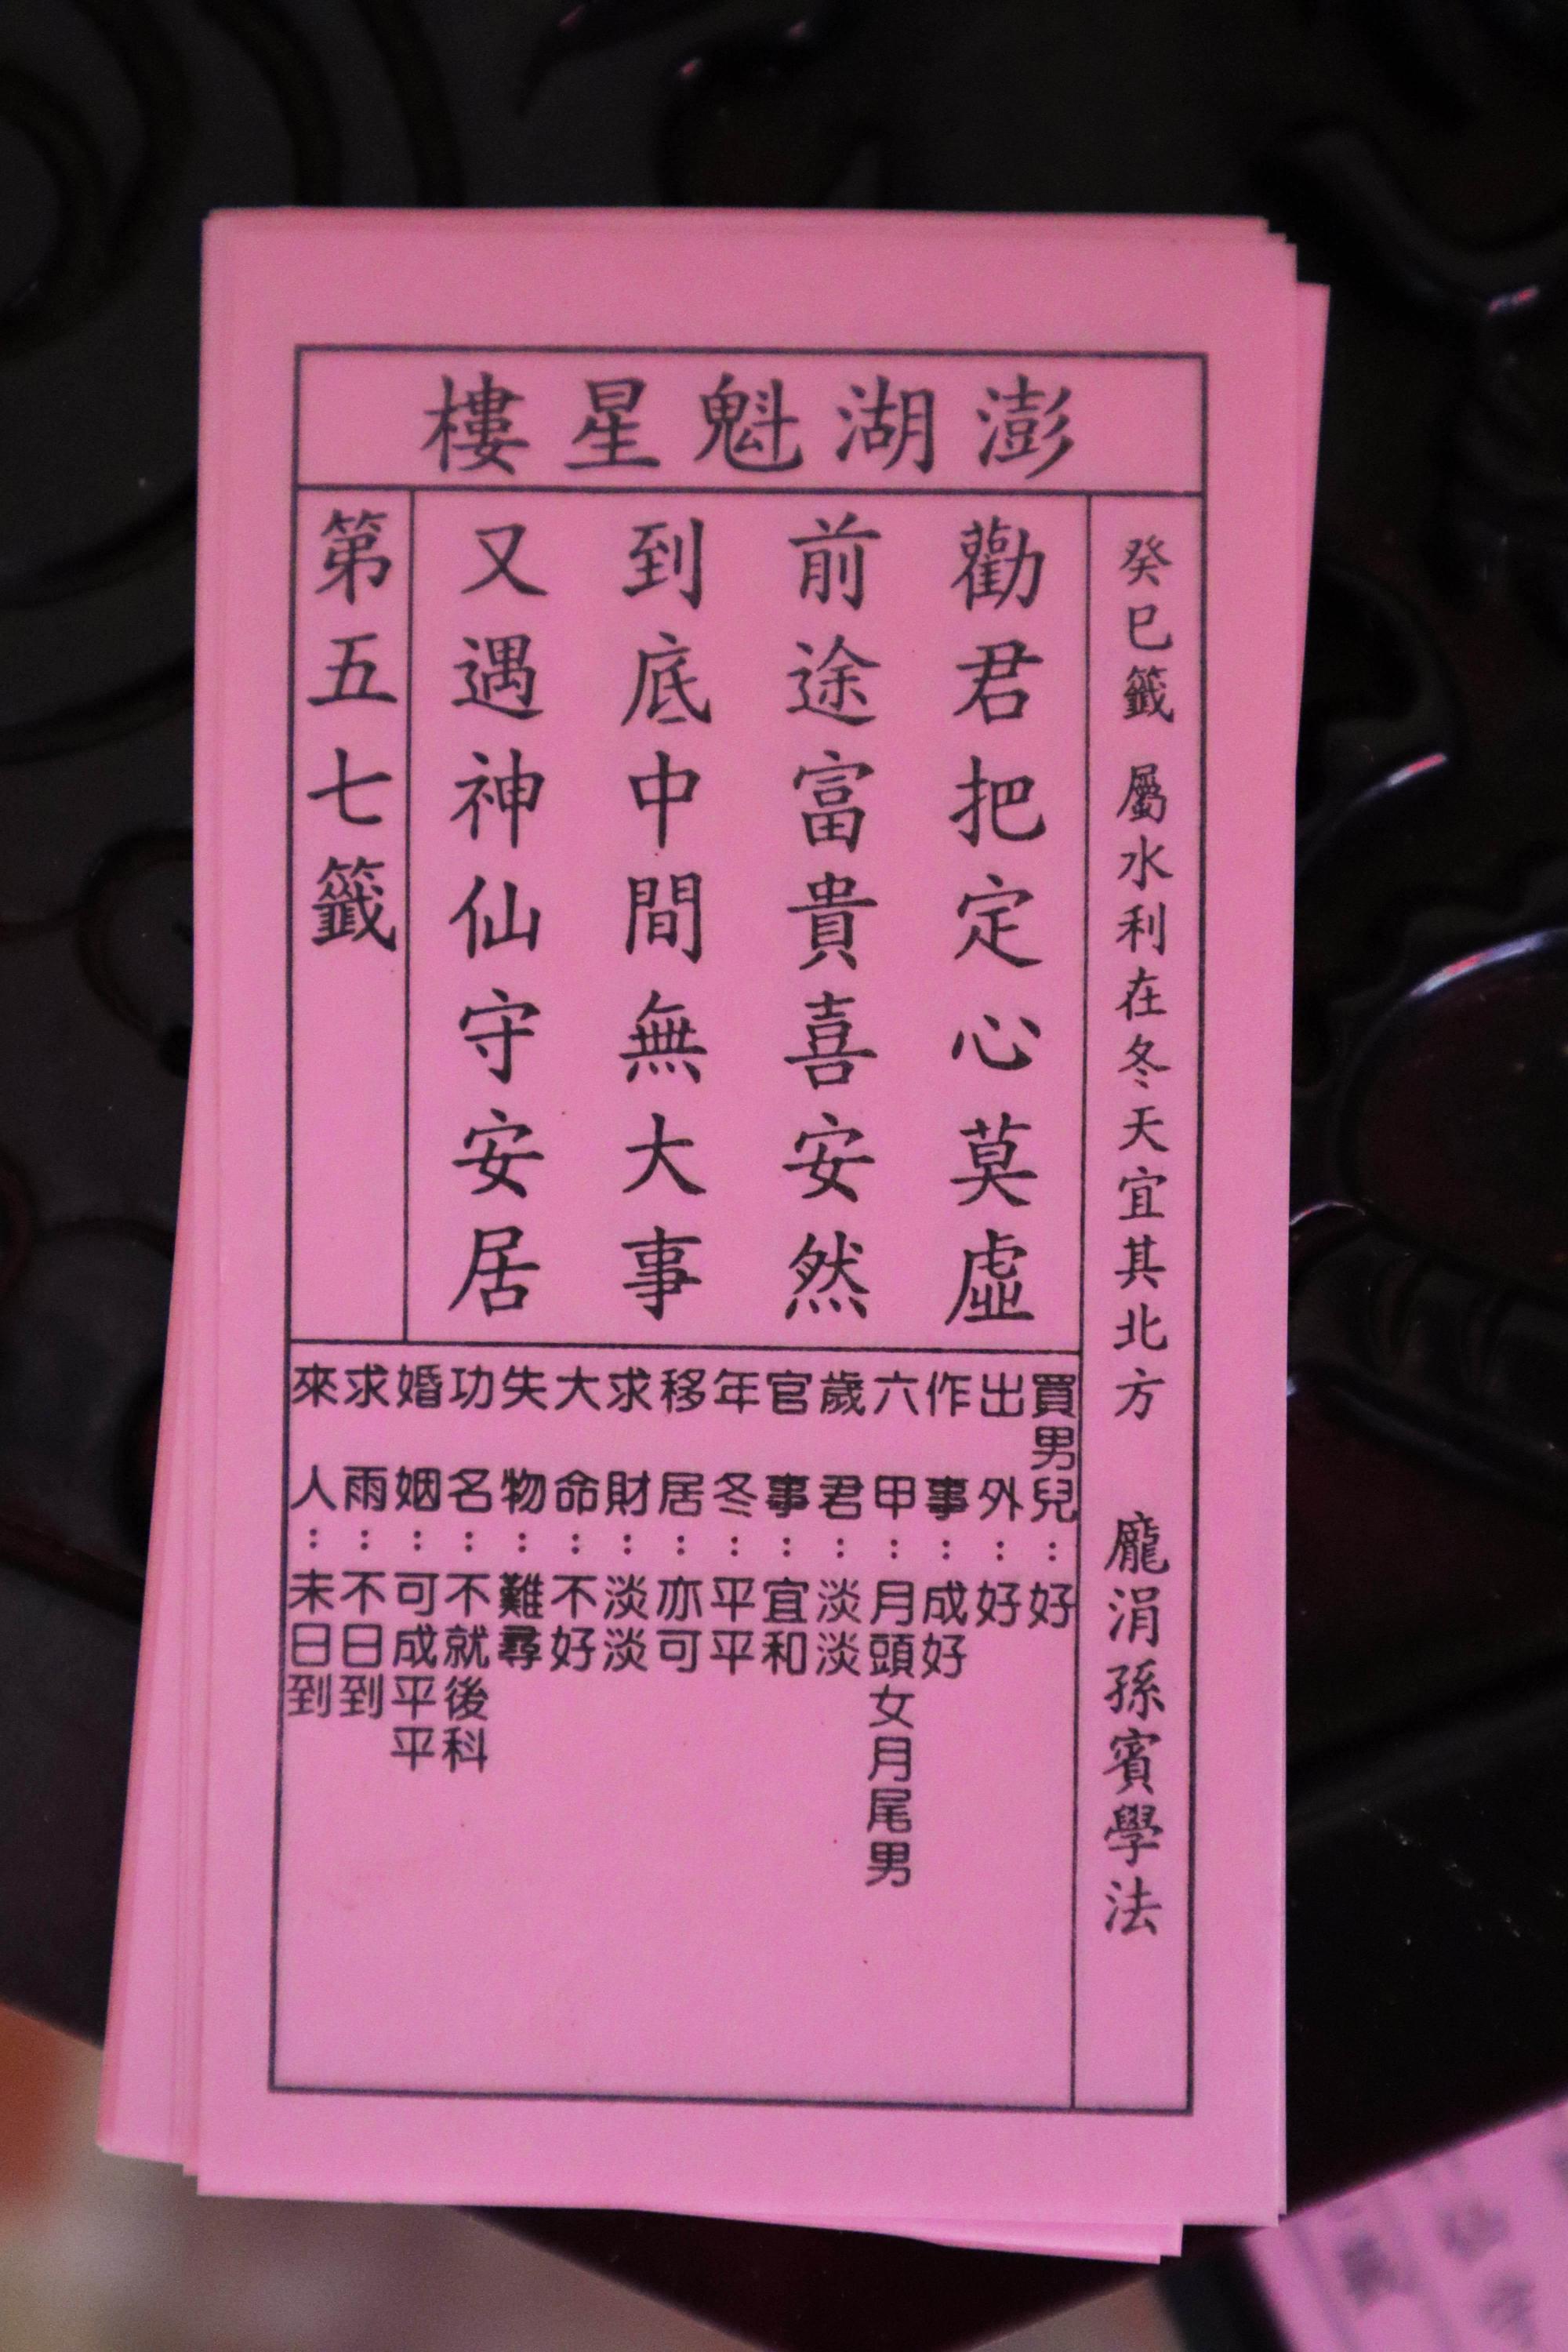 澎湖魁星樓
癸巳籤 屬水利在冬天宜其北方 龐涓孫賓學法
勸君把定心莫虛
前途富貴喜安然
到底中間無大事
又遇神仙守安居
第五七籤
買男兒：好
出 外：好
作 事：成好
六 甲：月頭女月尾男
歲 君：淡淡
官 事：宜和
年 冬：平平
移 居：亦可
求 財：淡淡
大 命：不好
失 物：難尋
功 名：不就後科
婚 姻：可成平平
求 雨：不日到
來 人：未日到